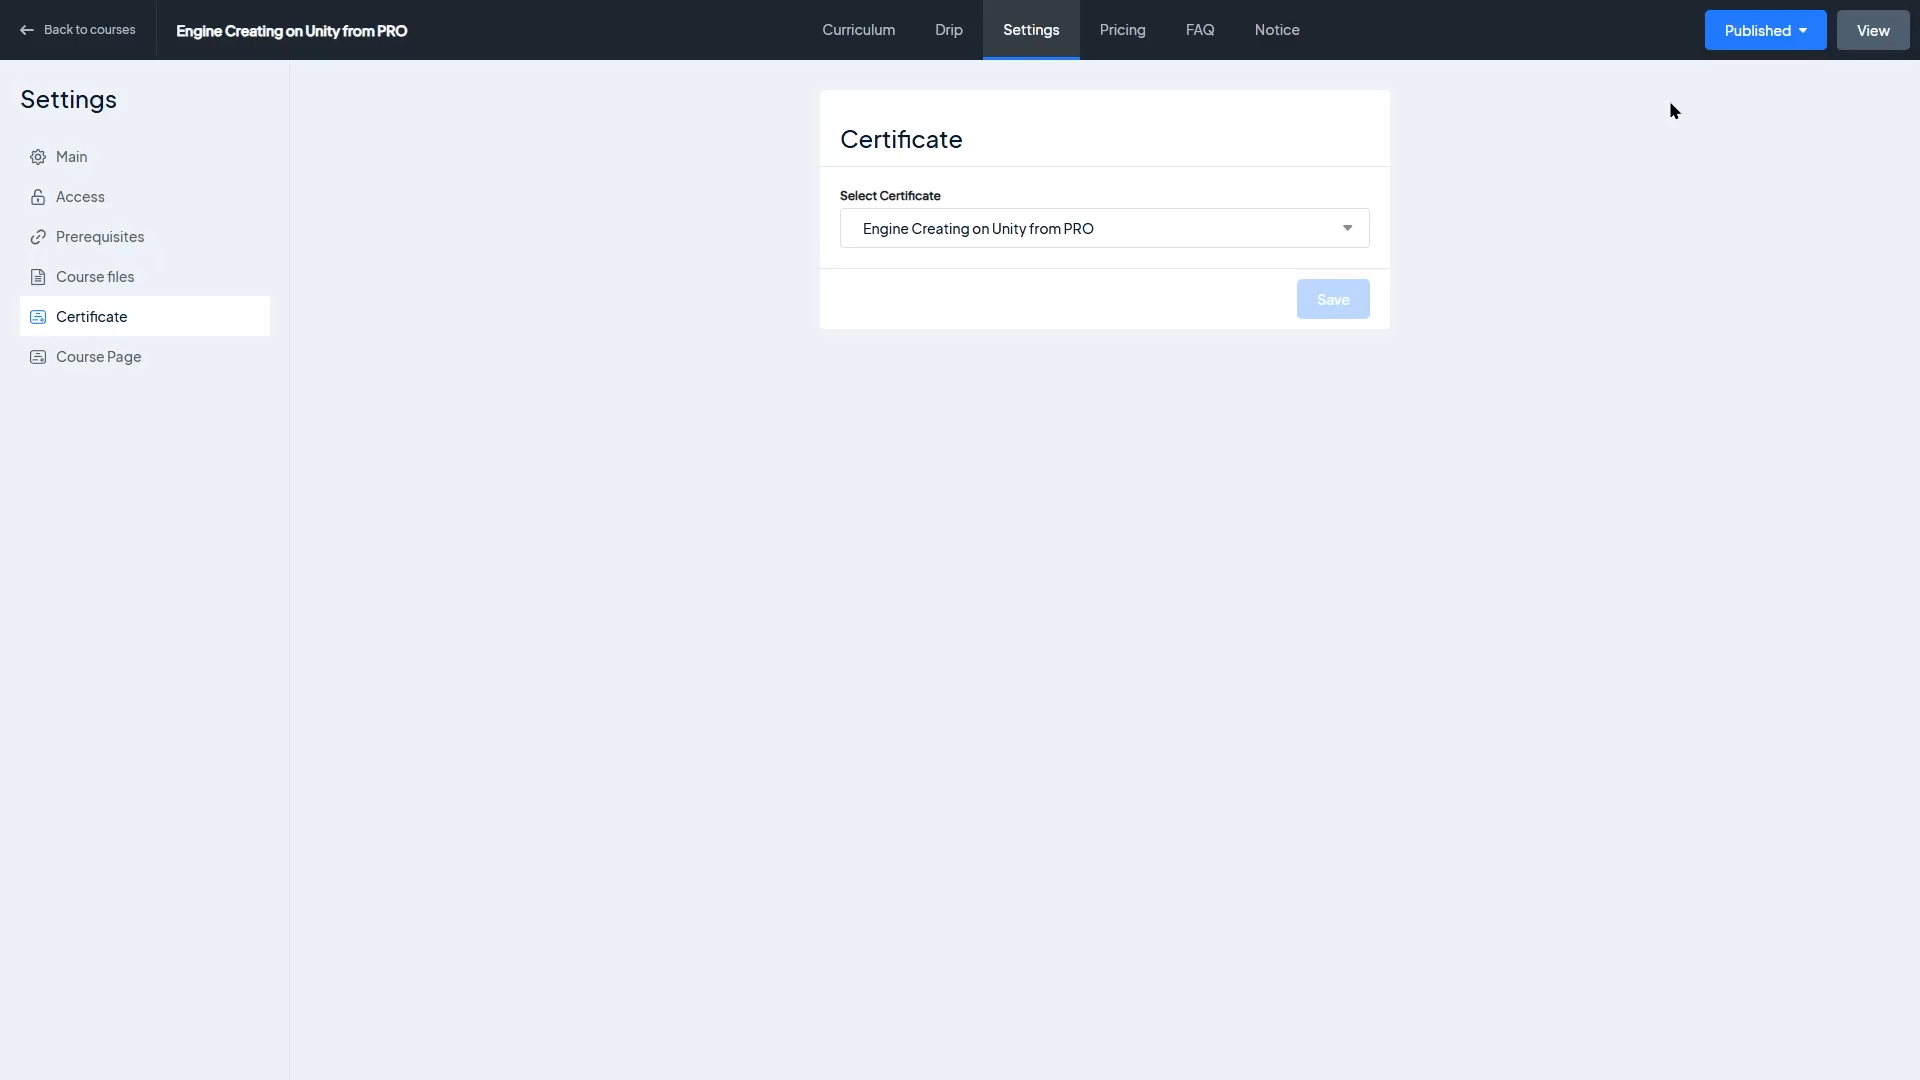 Back to courses
Engine Creating on Unity from PRO
Curriculum
Drip
Settings
Pricing
FAQ
Notice
Published
View
Settings
Main
Access
Prerequisites
Course files
Certificate
Course Page
Certificate
Select Certificate
Engine Creating on Unity from PRO
Save